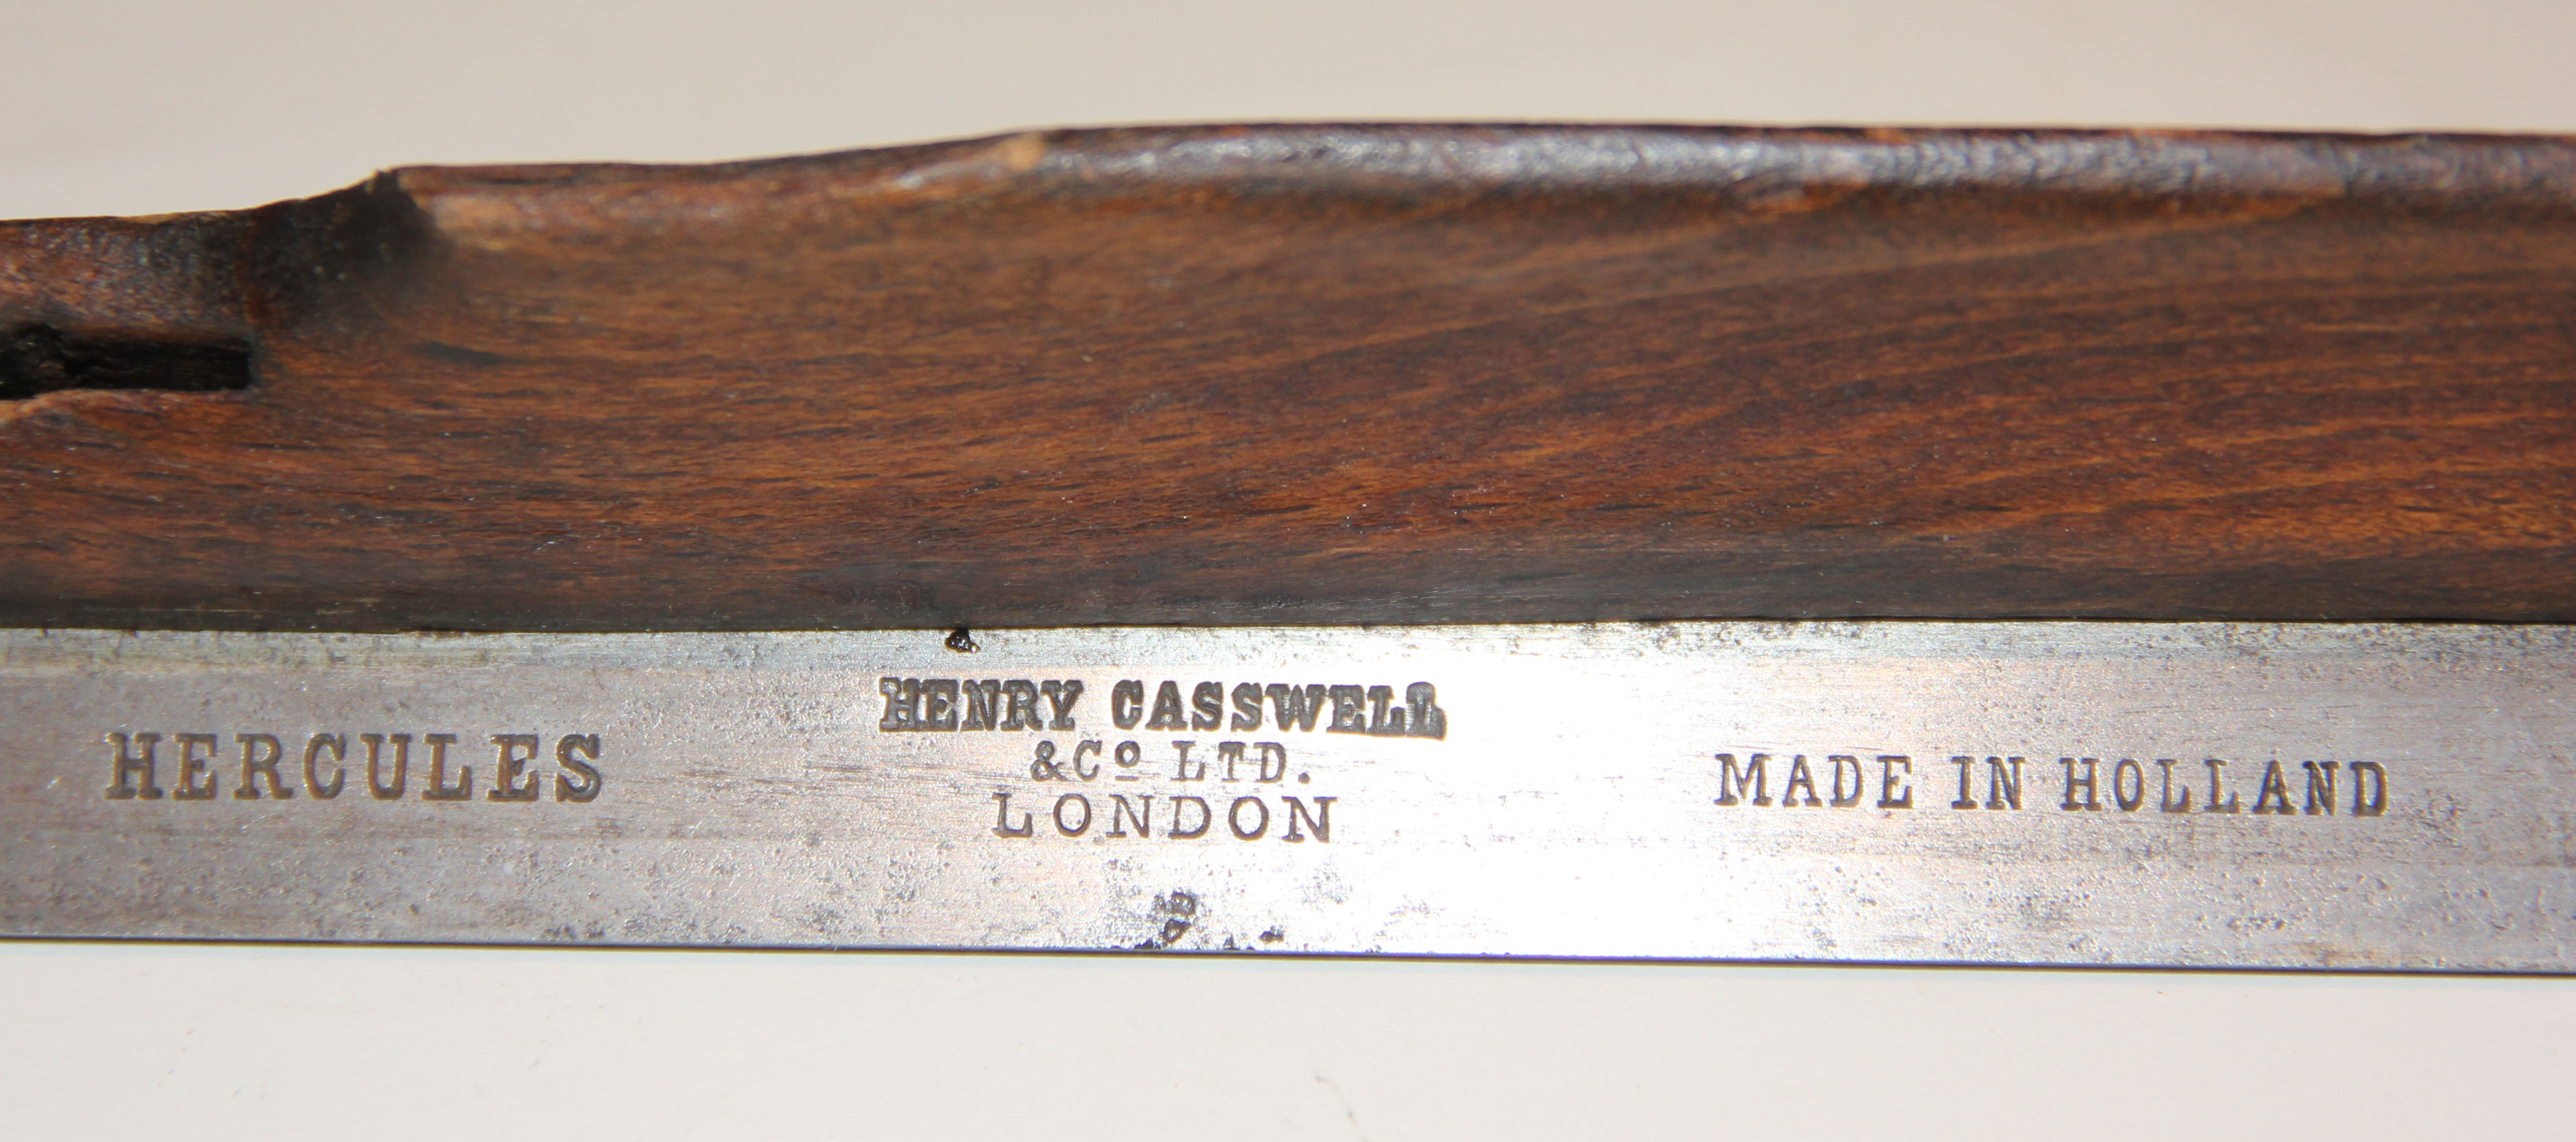 HERCULES
HENRY CASSWELL
& Cº LTD.
LONDON
MADE IN HOLLAND